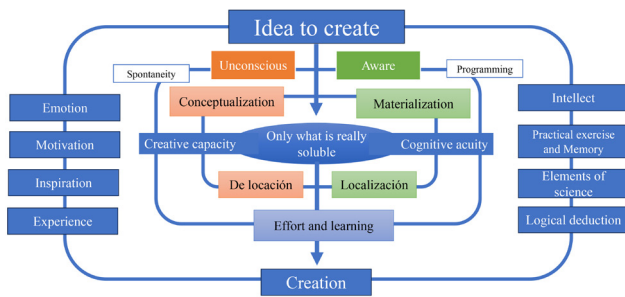 Idea to create
Unconscious
Aware
Spontaneity
Programming
Emotion
Conceptualization
Materialization
Intellect
Motivation
Creative capacity
Only what is really
soluble
Cognitive acuity
Practical exercise
and Memory
Inspiration
De locación
Localización
Elements of
science
Experience
Effort and learning
Logical deduction
Creation